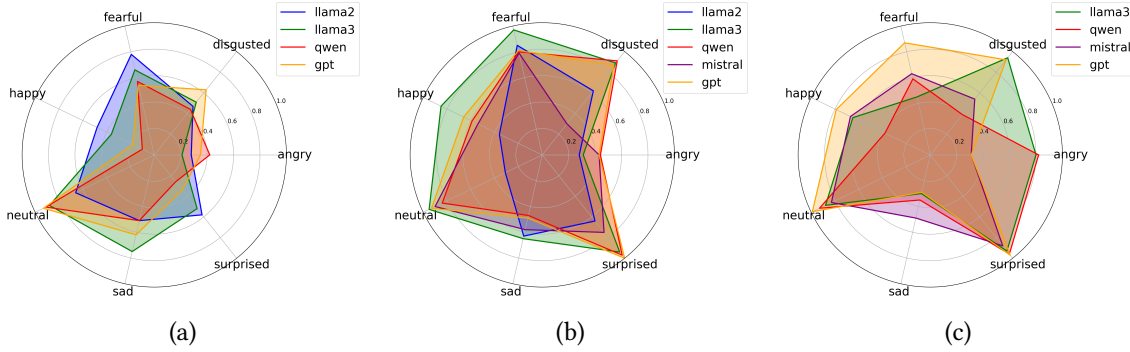 fearful
disgusted
happy
angry
neutral
surprised
sad
0.2
0.4
0.6
0.8
1.0
llama2
llama3
qwen
gpt
(a)
fearful
disgusted
happy
angry
neutral
surprised
sad
0.2
0.4
0.6
0.8
1.0
llama2
llama3
qwen
mistral
gpt
(b)
fearful
disgusted
happy
angry
neutral
surprised
sad
0.2
0.4
0.6
0.8
1.0
llama3
qwen
mistral
gpt
(c)